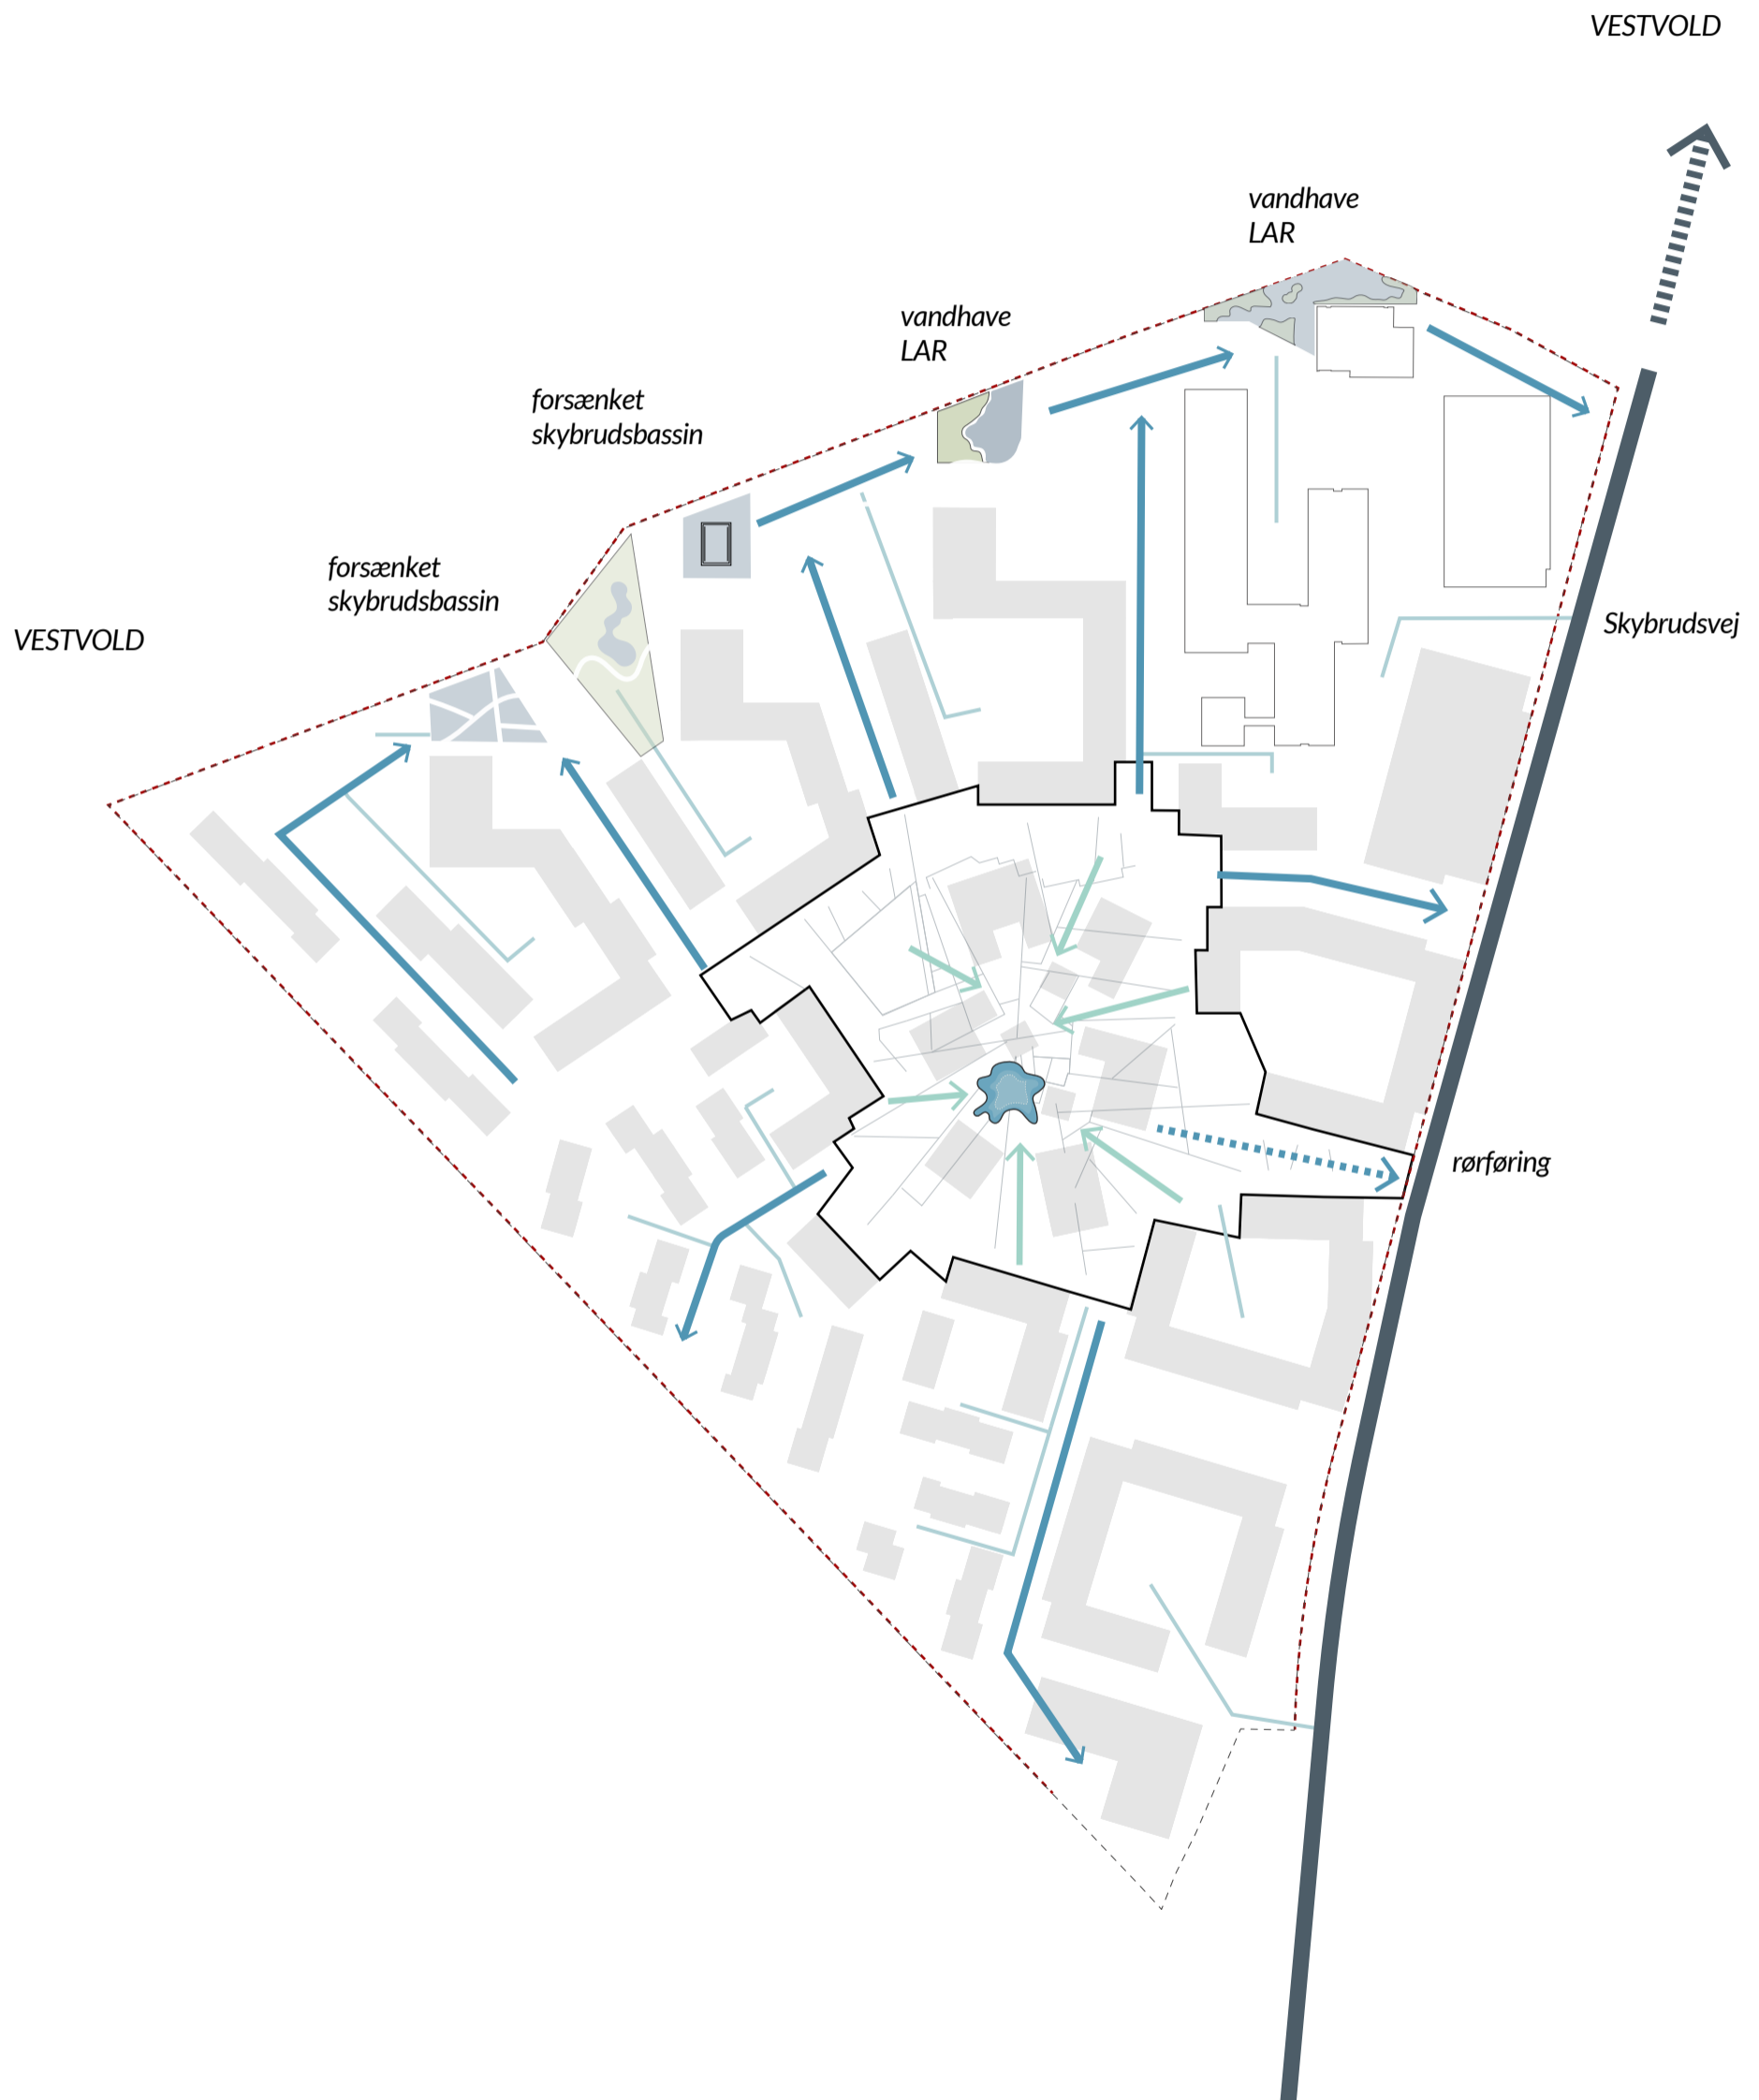 VESTVOLD
vandhave
LAR
vandhave
LAR
forsænket
skybrudsbassin
forsænket
skybrudsbassin
VESTVOLD
Skybrudsvej
rørføring